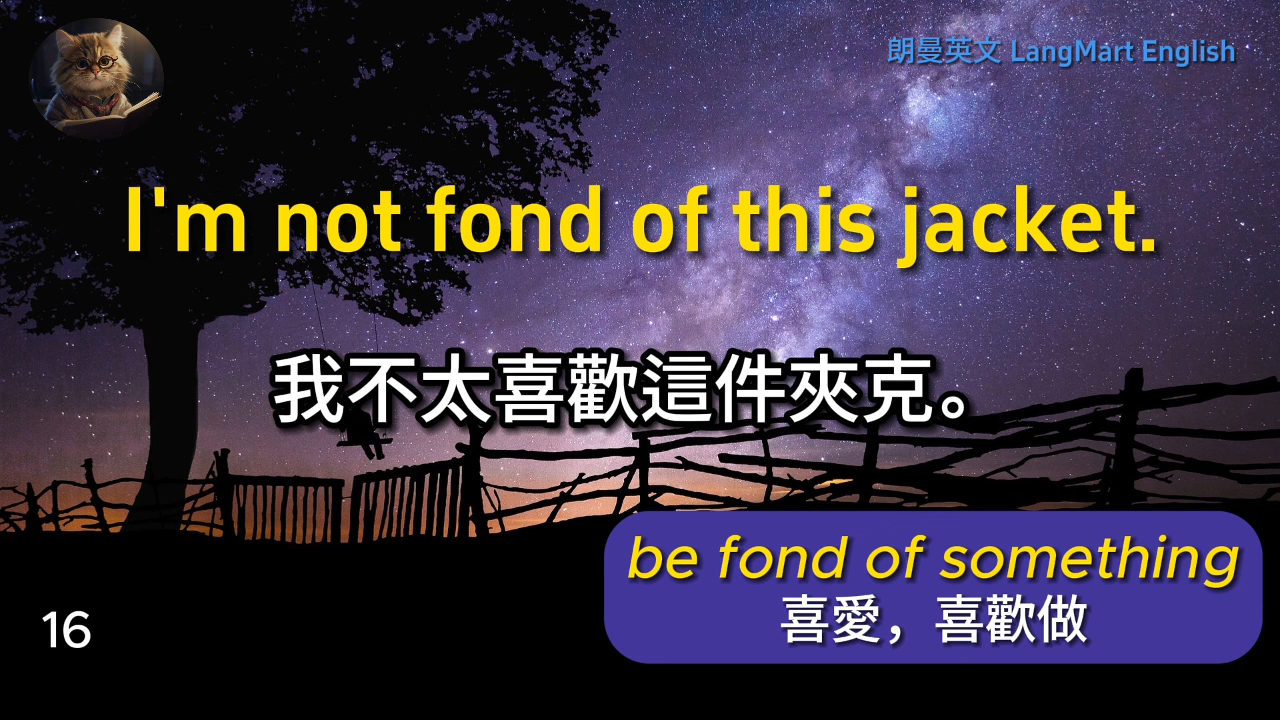 朗曼英文 LangMart English
I'm not fond of this jacket.
我不太喜歡這件夾克。
be fond of something
喜愛，喜歡做
16